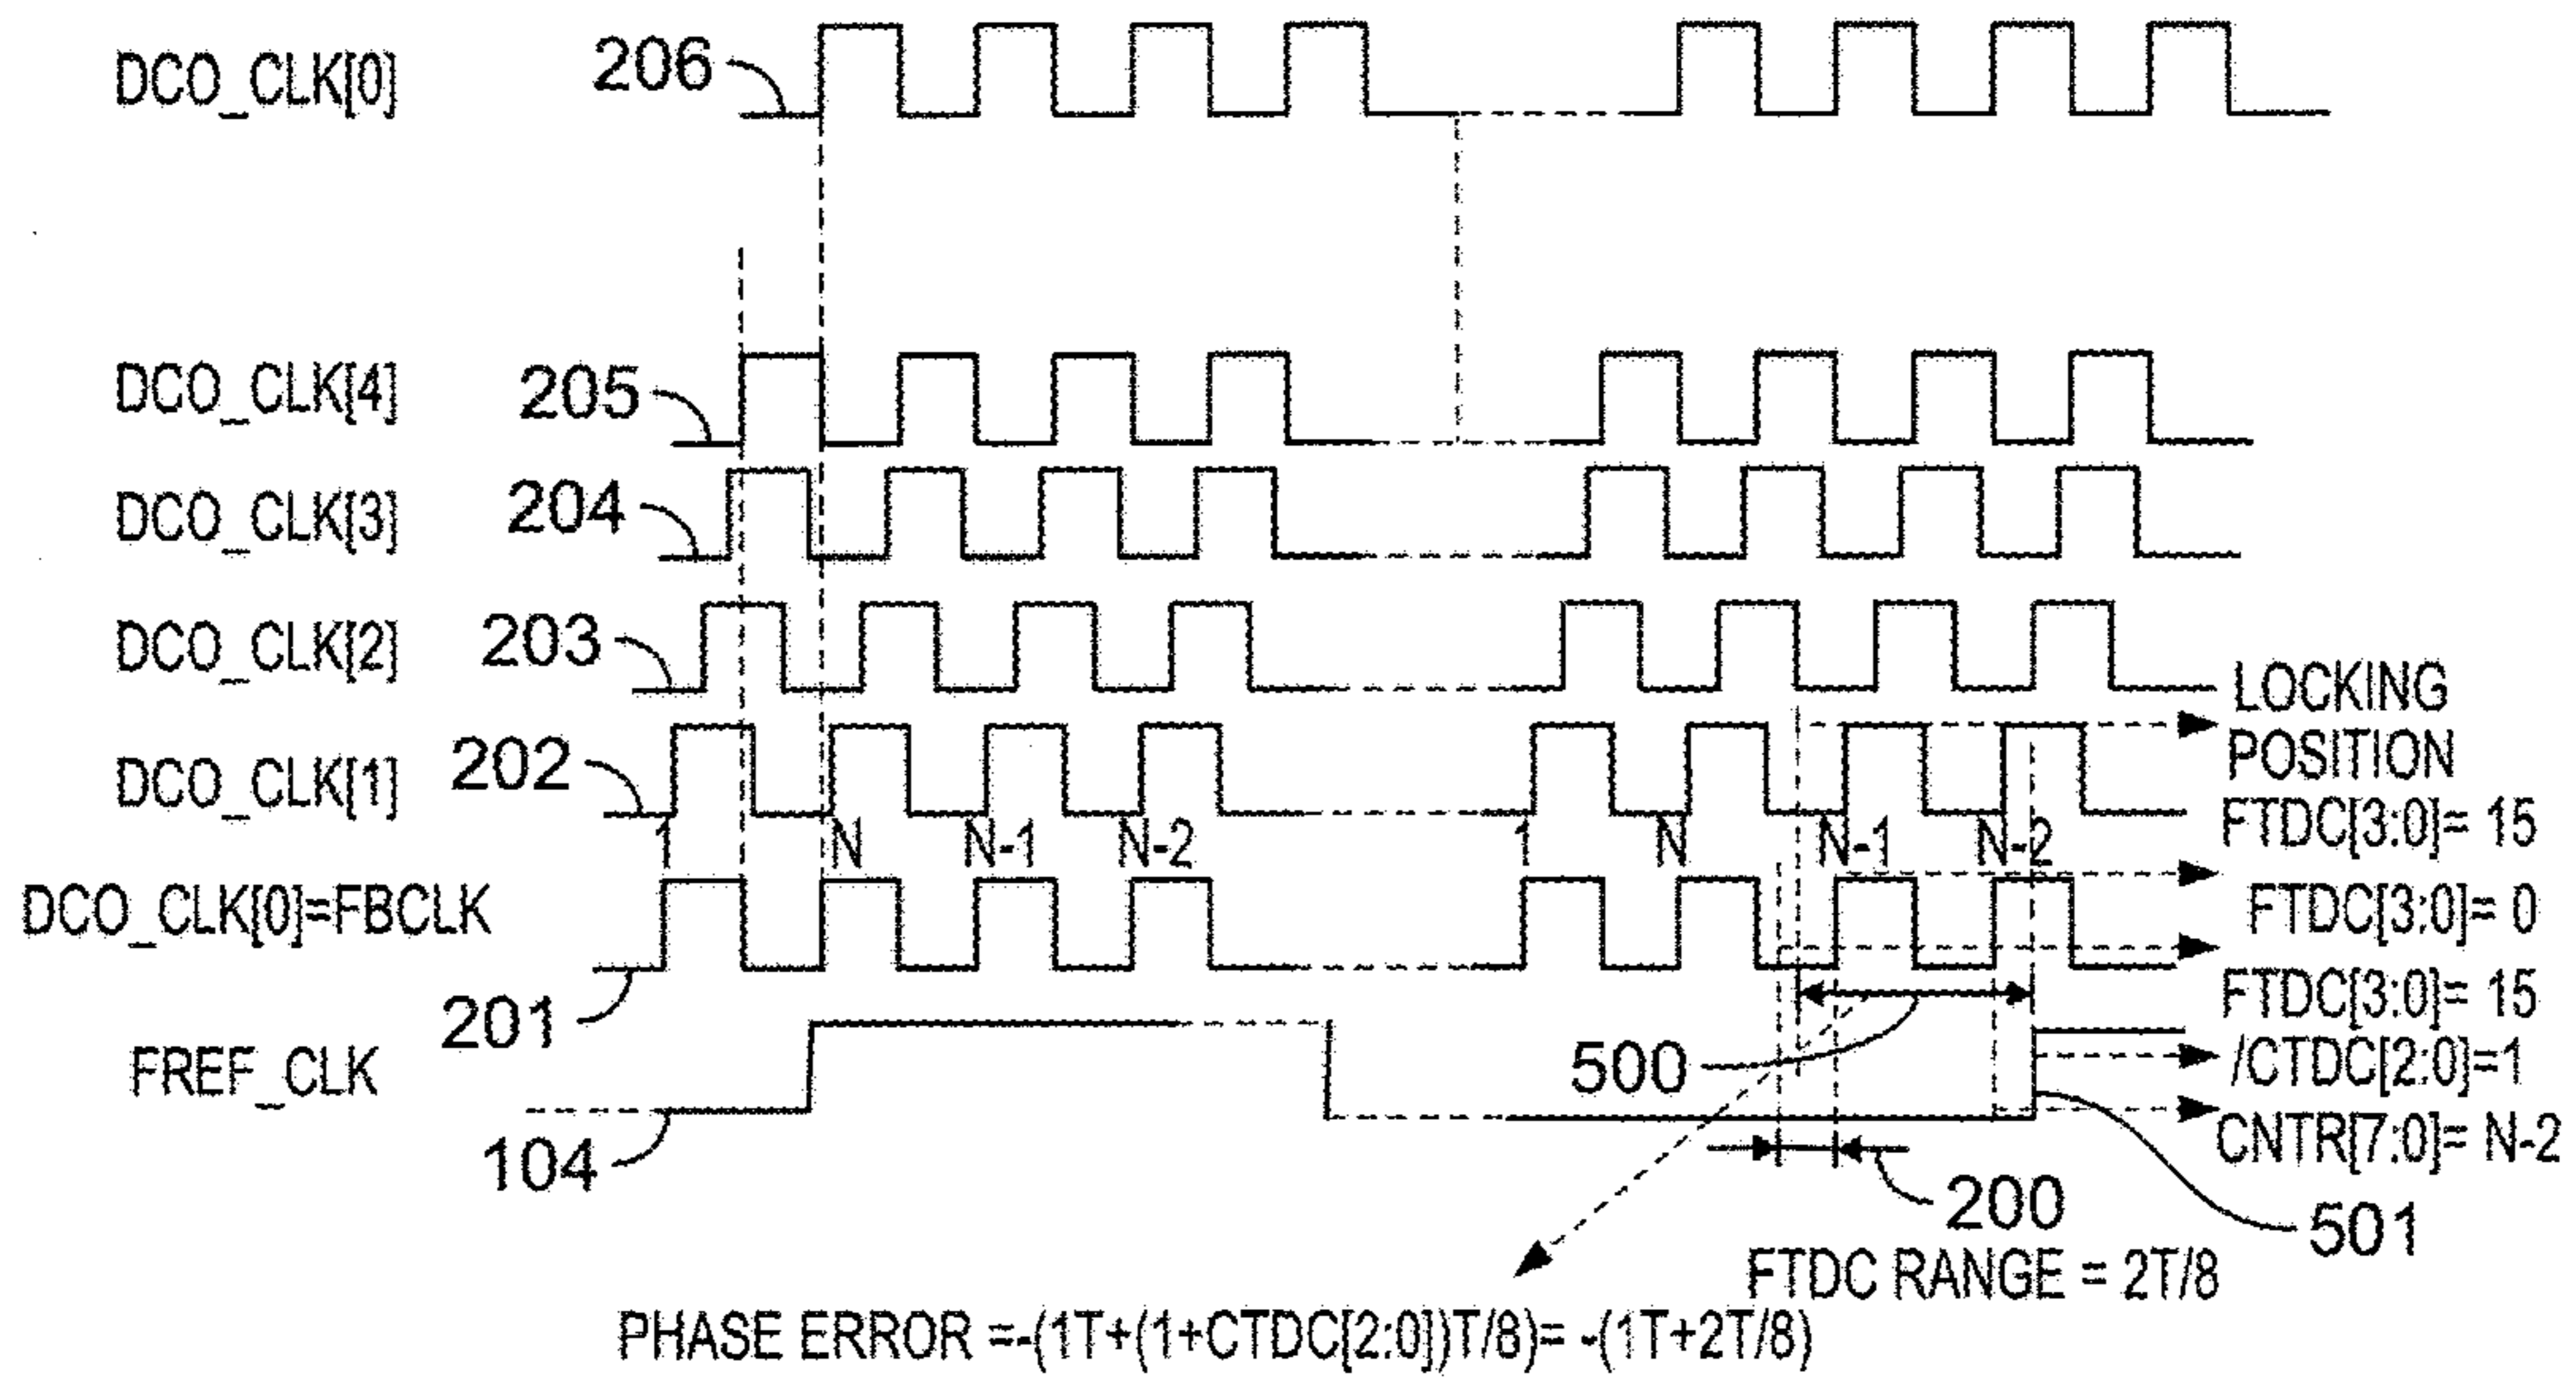 DCO_CLK[0]
206
DCO_CLK[4]
205
DCO_CLK[3]
204
DCO_CLK[2]
203
LOCKING
POSITION
DCO_CLK[1]
202
FTDC[3:0]= 15
1 N N-1 N-2 1 N N-1 N-2
DCO_CLK[0]=FBCLK
FTDC[3:0]= 0
201
FTDC[3:0]= 15
FREF_CLK
500
/CTDC[2:0]=1
104
CNTR[7:0]= N-2
200
501
FTDC RANGE = 2T/8
PHASE ERROR =-(1T+(1+CTDC[2:0])T/8)= -(1T+2T/8)